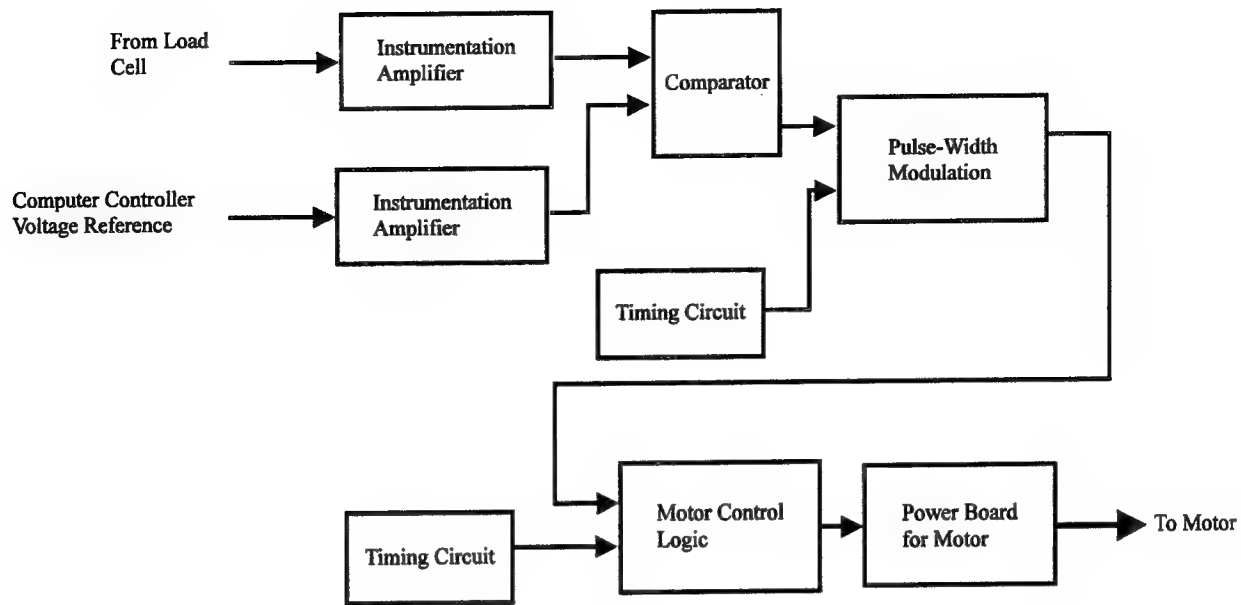 From Load
Cell
Instrumentation
Amplifier
Comparator
Pulse-Width
Modulation
Computer Controller
Voltage Reference
Instrumentation
Amplifier
Timing Circuit
Timing Circuit
Motor Control
Logic
Power Board
for Motor
To Motor